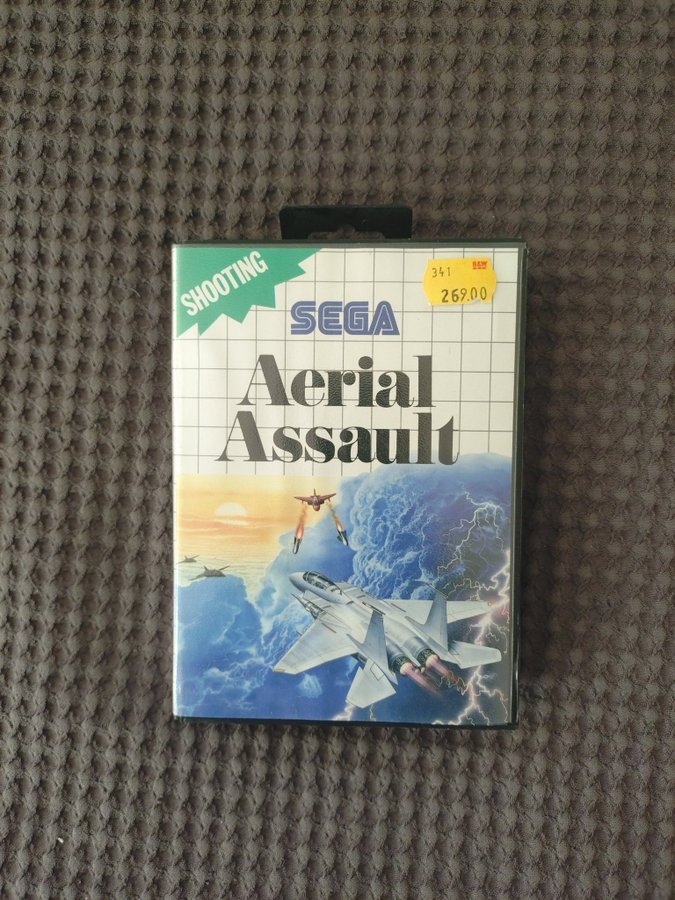 SHOOTING
SEGA
341 B&W
269.00
Aerial
Assault